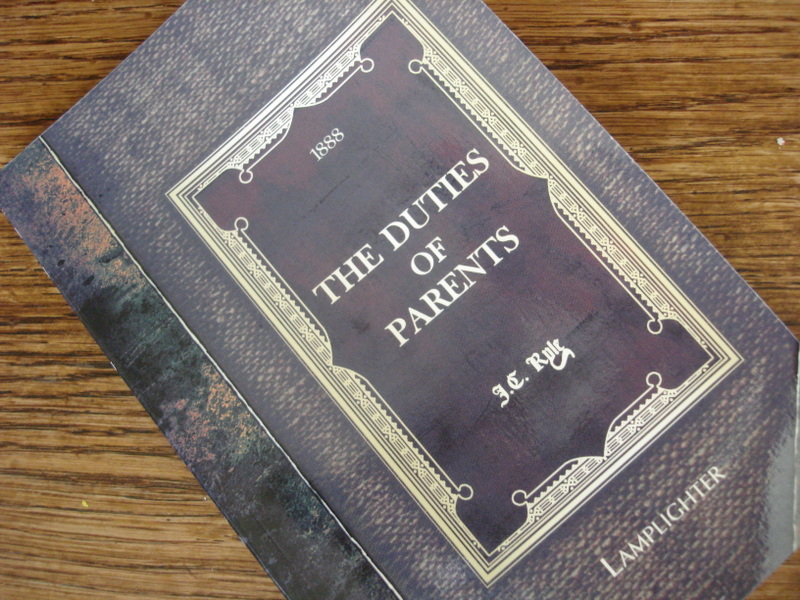 1888
THE DUTIES
OF
PARENTS
J.C. Ryle
LAMPLIGHTER